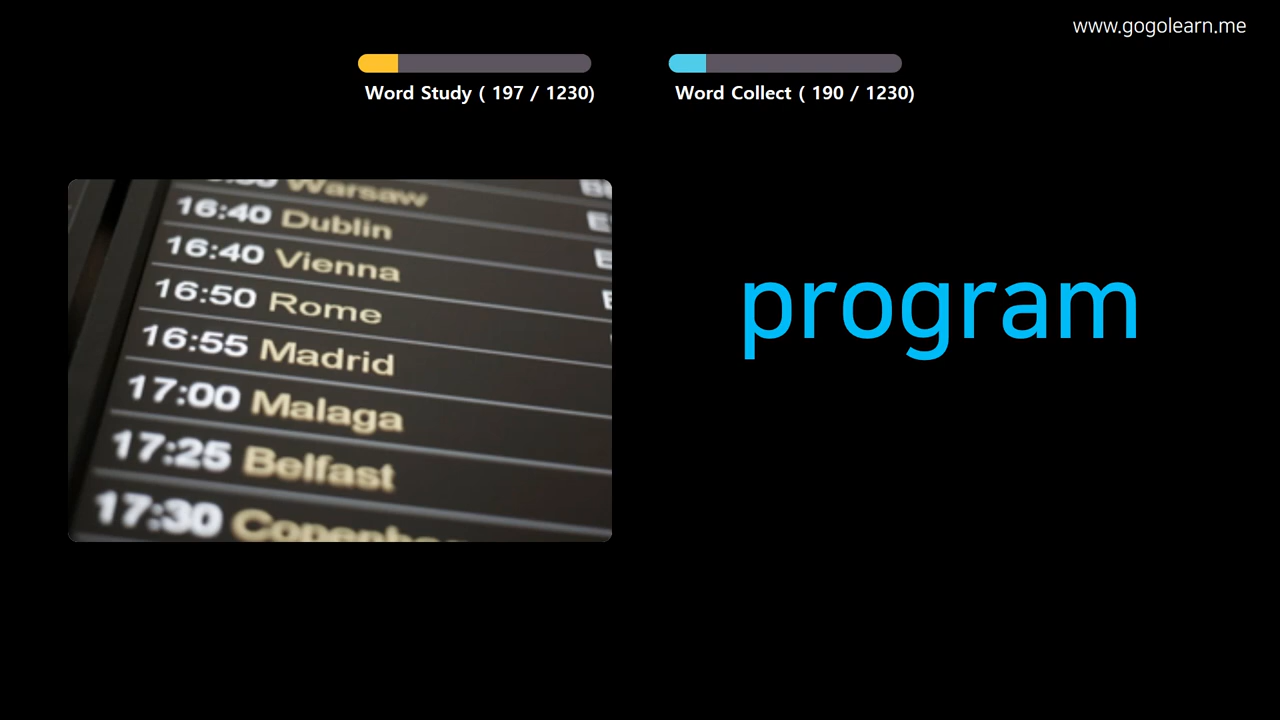 www.gogolearn.me
Word Study ( 197 / 1230)
Word Collect ( 190 / 1230)
Warsaw
16:40 Dublin
16:40 Vienna
16:50 Rome
16:55 Madrid
17:00 Malaga
17:25 Belfast
17:30
program